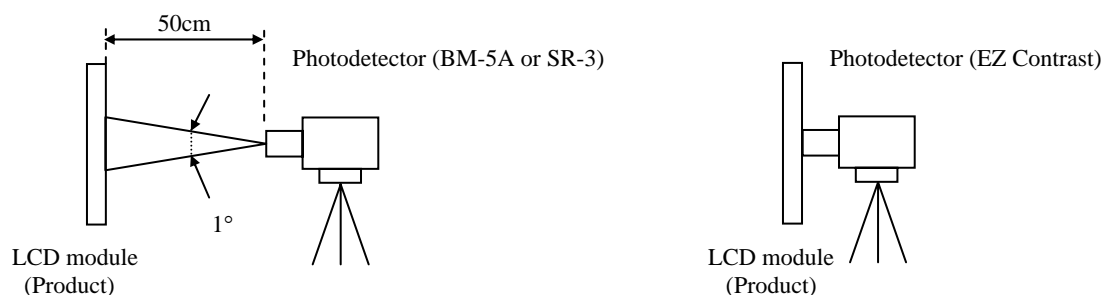 50cm
Photodetector (BM-5A or SR-3)
1°
LCD module
(Product)
Photodetector (EZ Contrast)
LCD module
(Product)